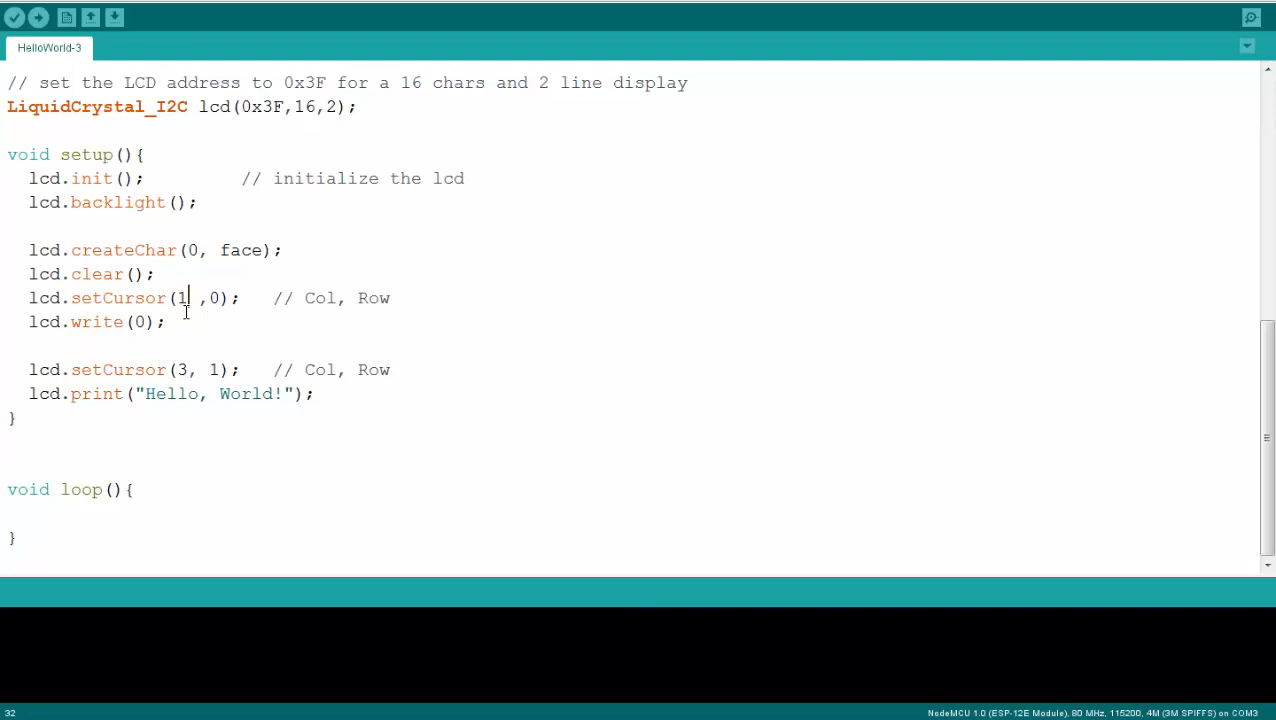 HelloWorld-3
// set the LCD address to 0x3F for a 16 chars and 2 line display
LiquidCrystal_I2C lcd(0x3F,16,2);
void setup(){
  lcd.init();         // initialize the lcd
  lcd.backlight();
  lcd.createChar(0, face);
  lcd.clear();
  lcd.setCursor(1 ,0);   // Col, Row
  lcd.write(0);
  lcd.setCursor(3, 1);   // Col, Row
  lcd.print("Hello, World!");
}
void loop(){
}
32
NodeMCU 1.0 (ESP-12E Module), 80 MHz, 115200, 4M (3M SPIFFS) on COM3